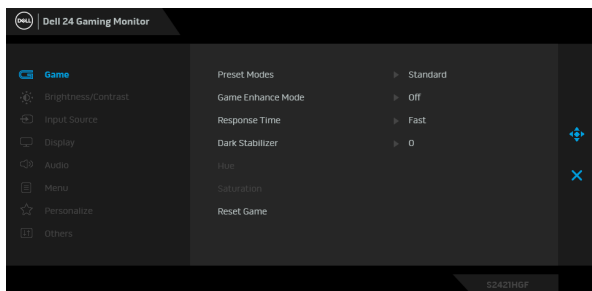 DELL
Dell 24 Gaming Monitor
Game
Brightness/Contrast
Input Source
Display
Audio
Menu
Personalize
Others
Preset Modes
Standard
Game Enhance Mode
Off
Response Time
Fast
Dark Stabilizer
0
Hue
Saturation
Reset Game
S2421HGF